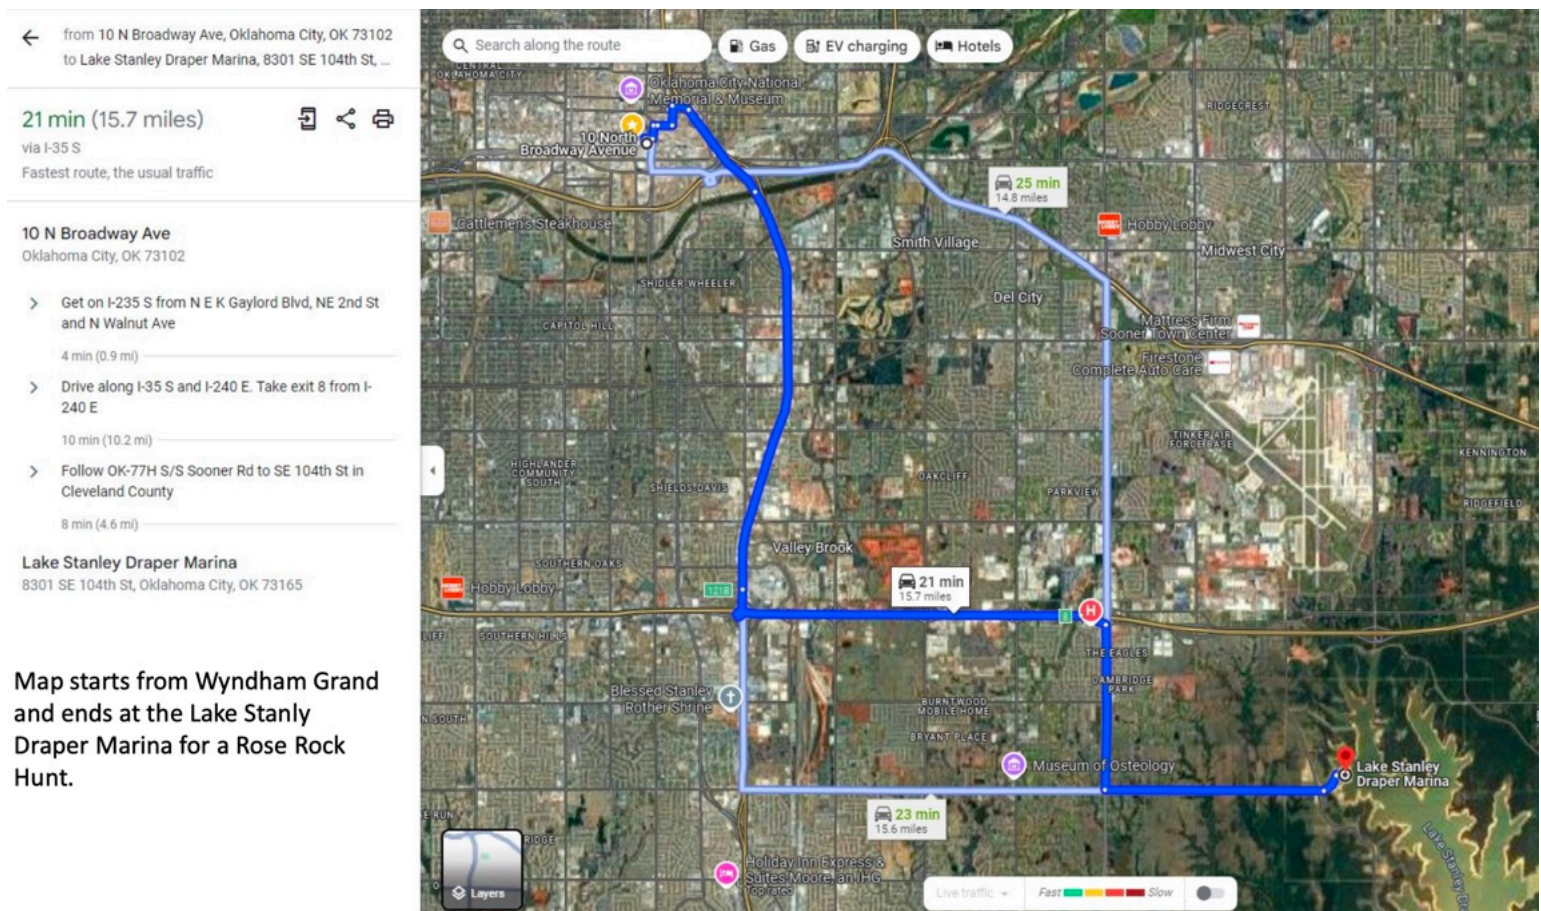 from 10 N Broadway Ave, Oklahoma City, OK 73102
to Lake Stanley Draper Marina, 8301 SE 104th St, ...
21 min (15.7 miles)
via I-35 S
Fastest route, the usual traffic
10 N Broadway Ave
Oklahoma City, OK 73102
Get on I-235 S from N E K Gaylord Blvd, NE 2nd St
and N Walnut Ave
4 min (0.9 mi)
Drive along I-35 S and I-240 E. Take exit 8 from I-
240 E
10 min (10.2 mi)
Follow OK-77H S/S Sooner Rd to SE 104th St in
Cleveland County
8 min (4.6 mi)
Lake Stanley Draper Marina
8301 SE 104th St, Oklahoma City, OK 73165
Map starts from Wyndham Grand
and ends at the Lake Stanly
Draper Marina for a Rose Rock
Hunt.
Search along the route
Gas
EV charging
Hotels
CENTRAL
OKLAHOMA CITY
Oklahoma City National
Memorial & Museum
10 North
Broadway Avenue
RIDGECREST
25 min
14.8 miles
Cattlemen's Steakhouse
Hobby Lobby
Smith Village
Midwest City
SHIDLER WHEELER
Del City
CAPITOL HILL
Mattress Firm
Sooner Town Center
Firestone
Complete Auto Care
TINKER AIR
FORCE BASE
KENNINGTON
HIGHLANDER
COMMUNITY
SOUTH
SHIELDS-DAVIS
OAKCLIFF
PARKVIEW
RIDGEFIELD
Valley Brook
SOUTHERN OAKS
Hobby Lobby
121B
21 min
15.7 miles
8
H
LIFF
SOUTHERN HILLS
THE EAGLES
CAMBRIDGE
PARK
Blessed Stanley
Rother Shrine
BURNTWOOD
MOBILE HOME
N SOUTH
BRYANT PLACE
Museum of Osteology
Lake Stanley
Draper Marina
23 min
15.6 miles
E RUN
RIDGE
Holiday Inn Express &
Suites Moore, an IHG
Top rated
Layers
Live traffic
Fast
Slow